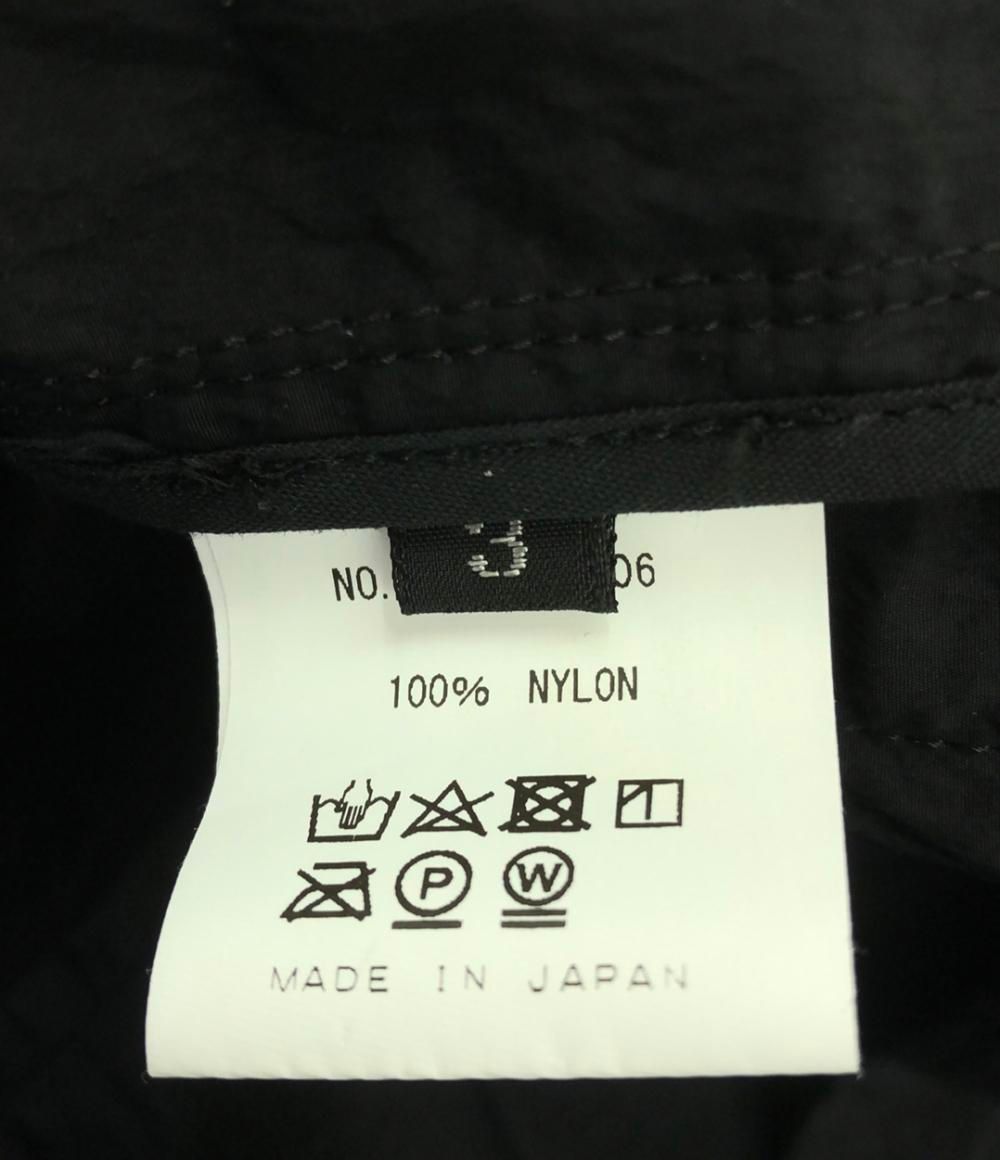 3
NO. 06
100% NYLON
P W
MADE IN JAPAN